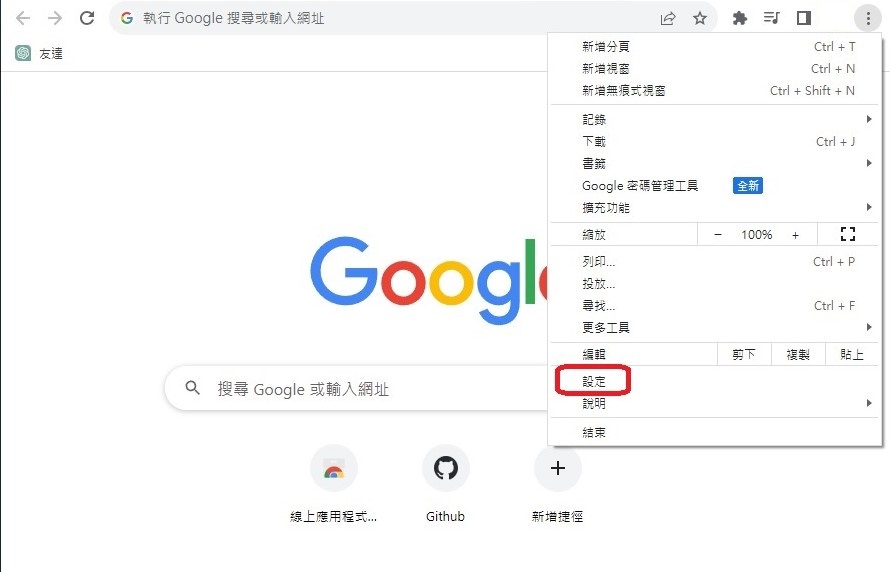 執行 Google 搜尋或輸入網址
友達
新增分頁 Ctrl + T
新增視窗 Ctrl + N
新增無痕式視窗 Ctrl + Shift + N
記錄
下載 Ctrl + J
書籤
Google 密碼管理工具 全新
擴充功能
縮放 − 100% +
列印... Ctrl + P
投放...
尋找... Ctrl + F
更多工具
編輯 剪下 複製 貼上
設定
說明
結束
Google
搜尋 Google 或輸入網址
線上應用程式...
Github
新增捷徑